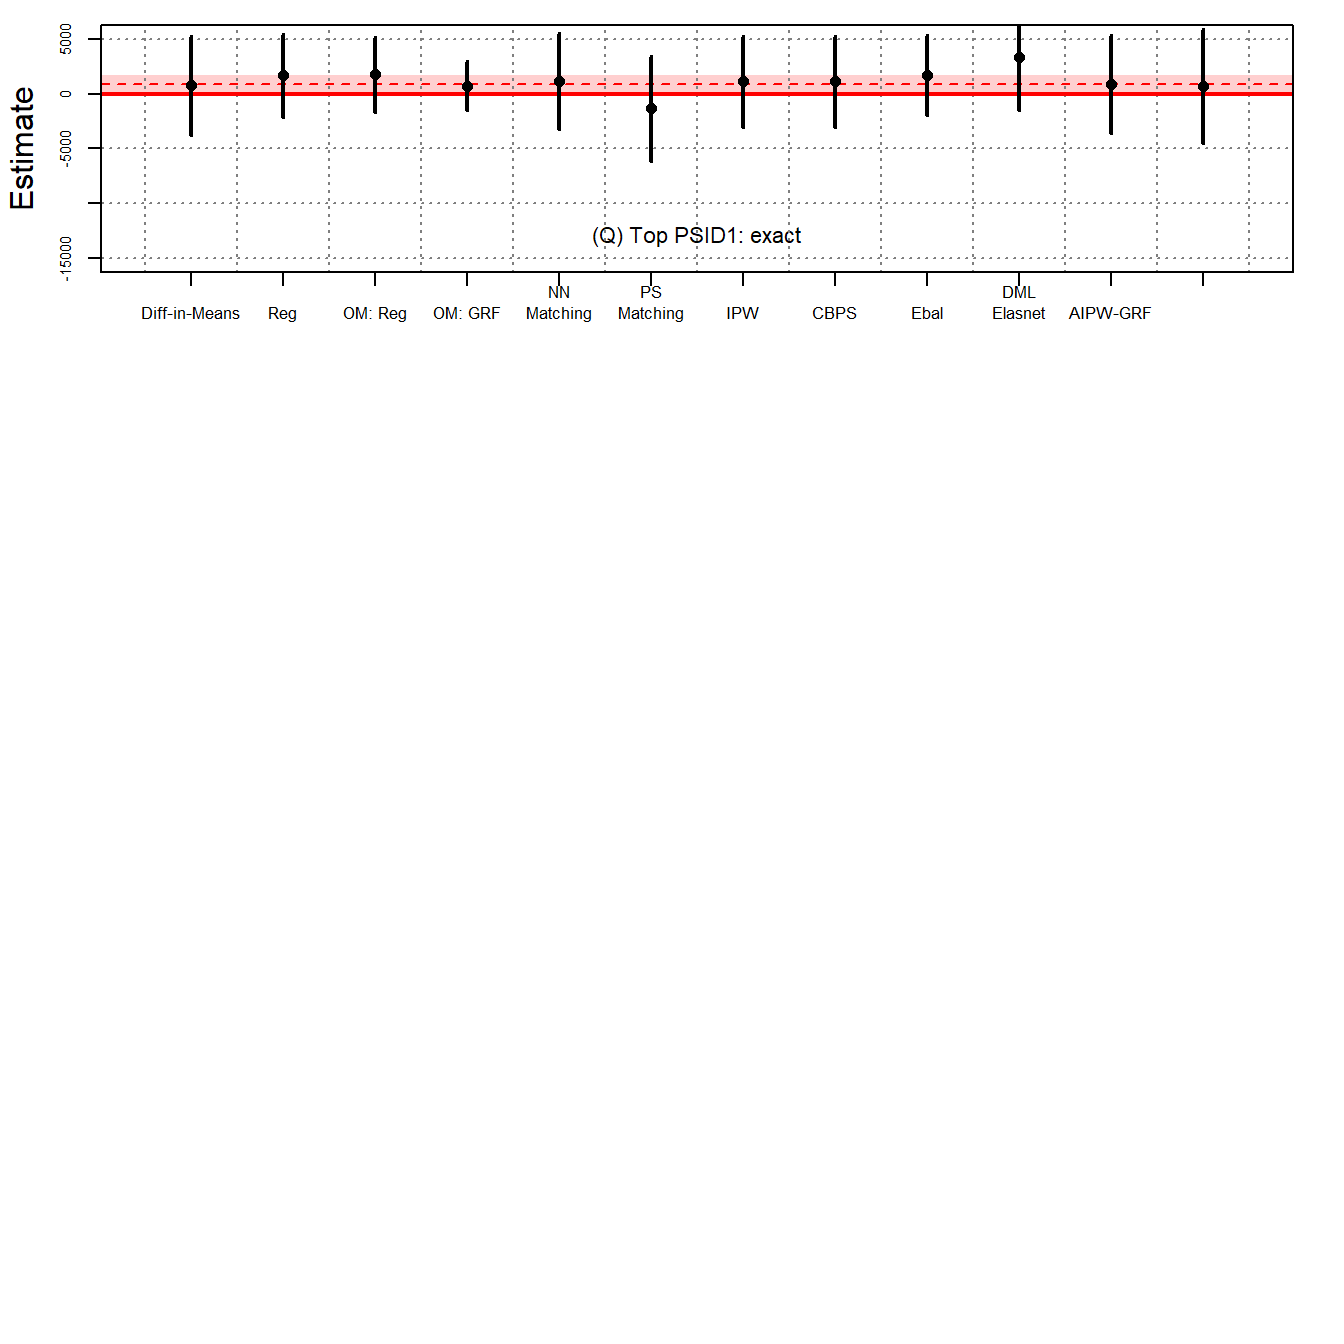 Estimate
5000
0
-5000
-15000
(Q) Top PSID1: exact
Diff-in-Means
Reg
OM: Reg
OM: GRF
NN
Matching
PS
Matching
IPW
CBPS
Ebal
DML
Elasnet
AIPW-GRF